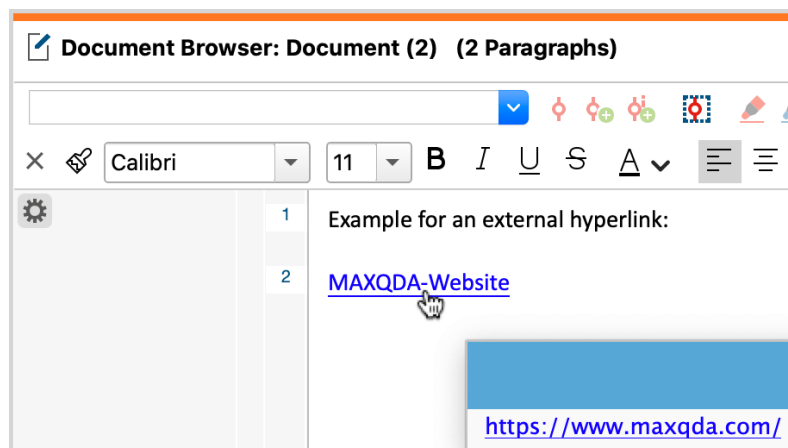 Document Browser: Document (2) (2 Paragraphs)
Calibri 11 B I U S A
1 Example for an external hyperlink:
2 MAXQDA-Website
https://www.maxqda.com/